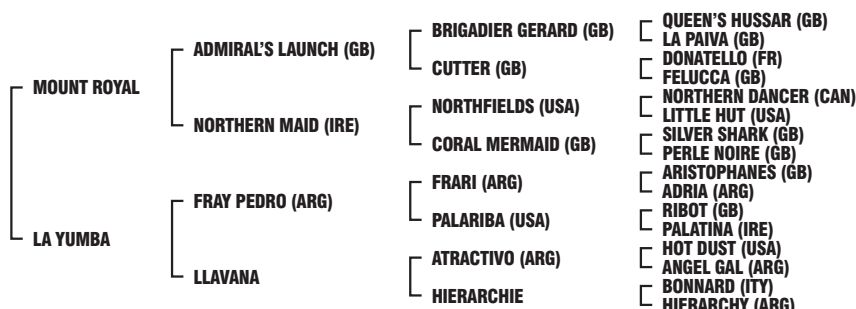 MOUNT ROYAL
LA YUMBA
ADMIRAL'S LAUNCH (GB)
NORTHERN MAID (IRE)
FRAY PEDRO (ARG)
LLAVANA
BRIGADIER GERARD (GB)
CUTTER (GB)
NORTHFIELDS (USA)
CORAL MERMAID (GB)
FRARI (ARG)
PALARIBA (USA)
ATRACTIVO (ARG)
HIERARCHIE
QUEEN'S HUSSAR (GB)
LA PAIVA (GB)
DONATELLO (FR)
FELUCCA (GB)
NORTHERN DANCER (CAN)
LITTLE HUT (USA)
SILVER SHARK (GB)
PERLE NOIRE (GB)
ARISTOPHANES (GB)
ADRIA (ARG)
RIBOT (GB)
PALATINA (IRE)
HOT DUST (USA)
ANGEL GAL (ARG)
BONNARD (ITY)
HIERARCHY (ARG)